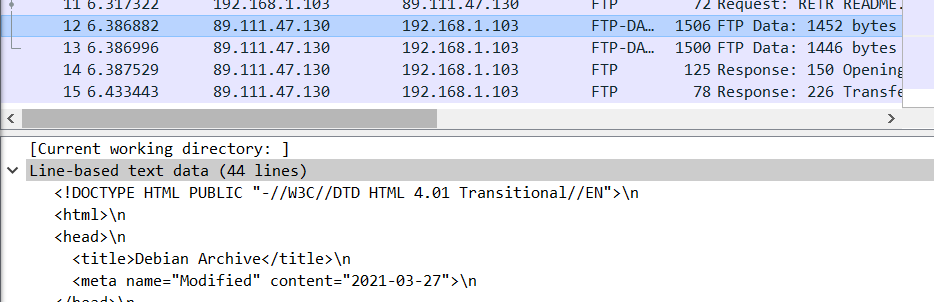 11 6.317322 192.168.1.103 89.111.47.130 FTP 72 Request: RETR README.
12 6.386882 89.111.47.130 192.168.1.103 FTP-DA… 1506 FTP Data: 1452 bytes
13 6.386996 89.111.47.130 192.168.1.103 FTP-DA… 1500 FTP Data: 1446 bytes
14 6.387529 89.111.47.130 192.168.1.103 FTP 125 Response: 150 Opening
15 6.433443 89.111.47.130 192.168.1.103 FTP 78 Response: 226 Transfe
[Current working directory: ]
Line-based text data (44 lines)
<!DOCTYPE HTML PUBLIC "-//W3C//DTD HTML 4.01 Transitional//EN">\n
<html>\n
<head>\n
<title>Debian Archive</title>\n
<meta name="Modified" content="2021-03-27">\n
</head>\n